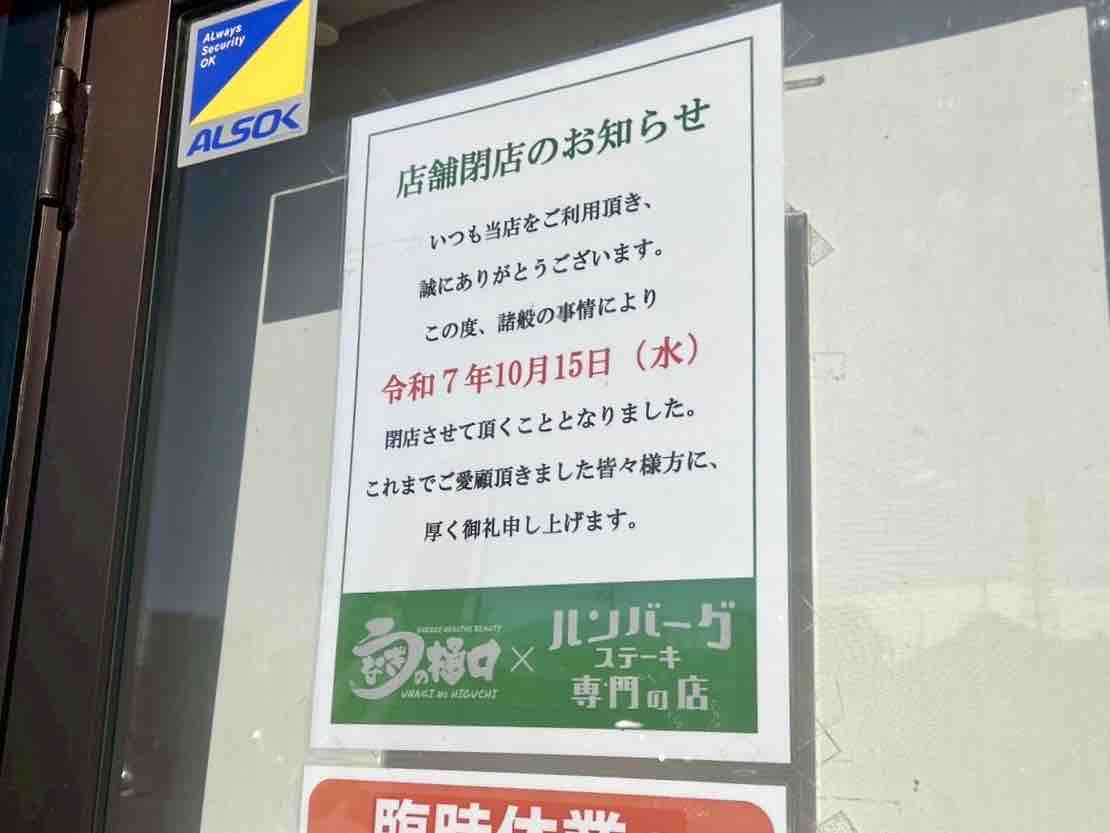 ALways
Security
OK
ALSOK
店舗閉店のお知らせ
いつも当店をご利用頂き、
誠にありがとうございます。
この度、諸般の事情により
令和7年10月15日（水）
閉店させて頂くこととなりました。
これまでご愛顧頂きました皆々様方に、
厚く御礼申し上げます。
うなぎの樋口
UNAGI no HIGUCHI
×
ハンバーグ
ステーキ
専門の店
臨時休業